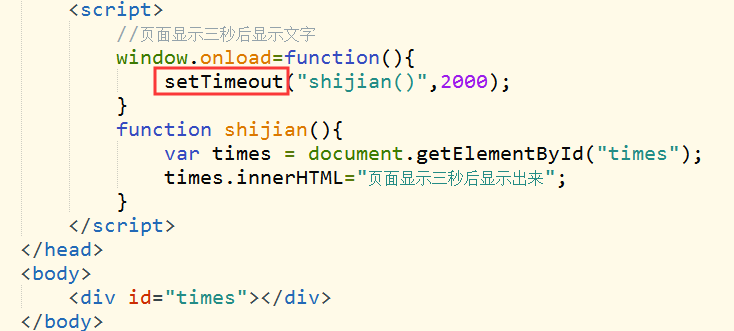 <script>
//页面显示三秒后显示文字
window.onload=function(){
setTimeout("shijian()",2000);
}
function shijian(){
var times = document.getElementById("times");
times.innerHTML="页面显示三秒后显示出来";
}
</script>
</head>
<body>
<div id="times"></div>
</body>